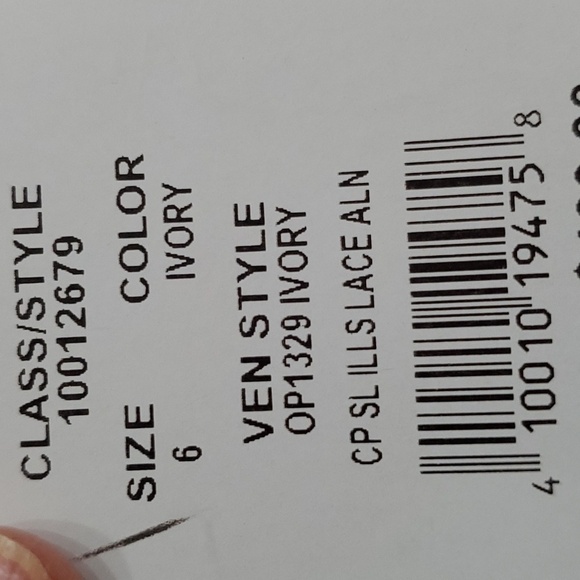 CLASS/STYLE
10012679
SIZE COLOR
6 IVORY
VEN STYLE
OP1329 IVORY
CP SL ILLS LACE ALN
4 10010 19475 8